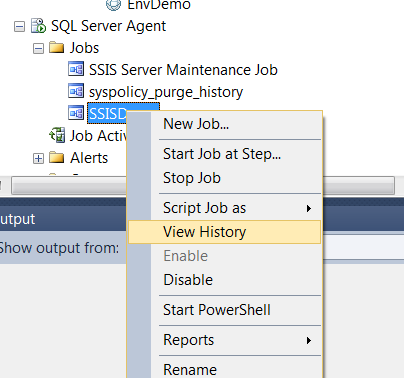 EnvDemo
SQL Server Agent
Jobs
SSIS Server Maintenance Job
syspolicy_purge_history
SSISD
Job Activ
Alerts
New Job...
Start Job at Step...
Stop Job
Script Job as
View History
Enable
Disable
Start PowerShell
Reports
Rename
utput
Show output from: